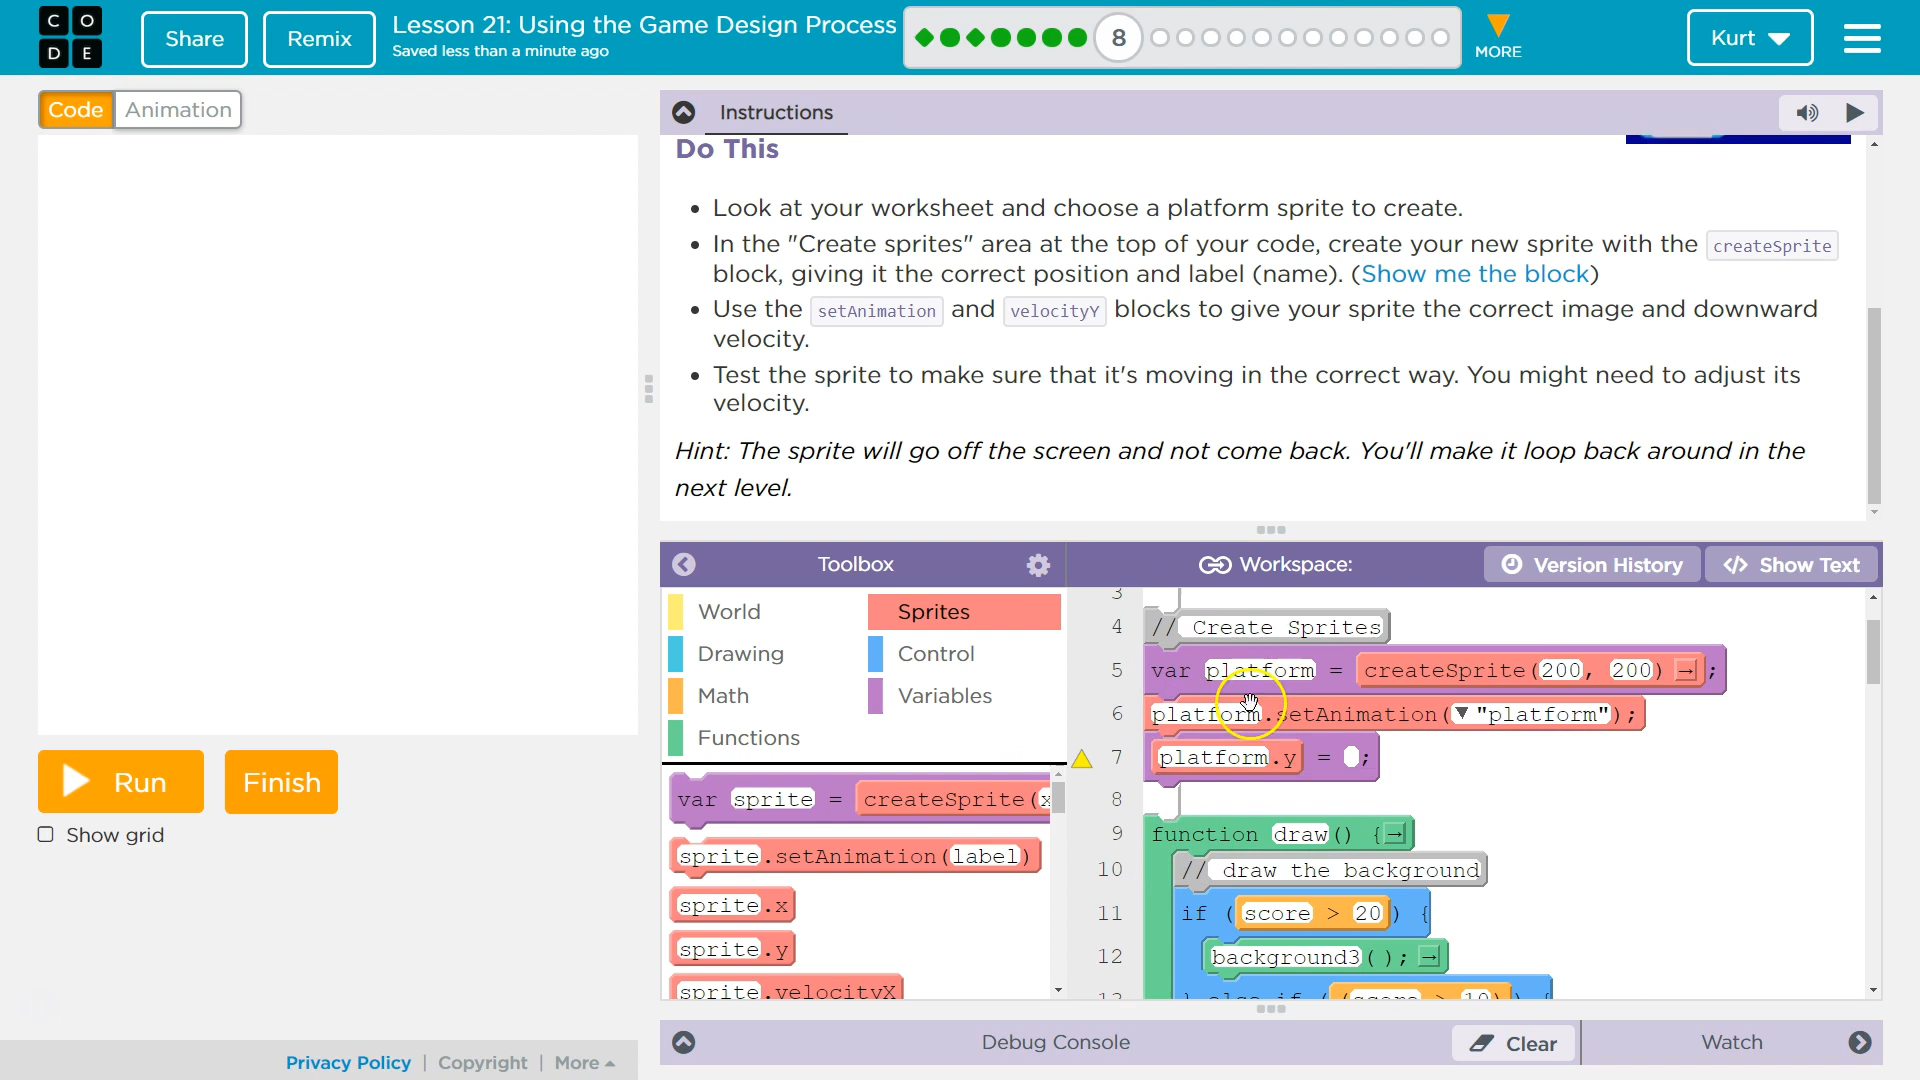 CODE
Share
Remix
Lesson 21: Using the Game Design Process
Saved less than a minute ago
8
MORE
Kurt
Code
Animation
Instructions
Do This
• Look at your worksheet and choose a platform sprite to create.
• In the "Create sprites" area at the top of your code, create your new sprite with the createSprite
block, giving it the correct position and label (name). (Show me the block)
• Use the setAnimation and velocityY blocks to give your sprite the correct image and downward
velocity.
• Test the sprite to make sure that it's moving in the correct way. You might need to adjust its
velocity.
Hint: The sprite will go off the screen and not come back. You'll make it loop back around in the
next level.
Toolbox
Workspace:
Version History
</> Show Text
World
Sprites
Drawing
Control
Math
Variables
Functions
var sprite = createSprite(x
sprite.setAnimation(label)
sprite.x
sprite.y
sprite.velocityX
3
4 // Create Sprites
5 var platform = createSprite(200, 200);
6 platform.setAnimation("platform");
7 platform.y = ;
8
9 function draw() {
10 // draw the background
11 if (score > 20) {
12 background3();
13 } else if (score > 10) {
Run
Finish
Show grid
Debug Console
Clear
Watch
Privacy Policy | Copyright | More